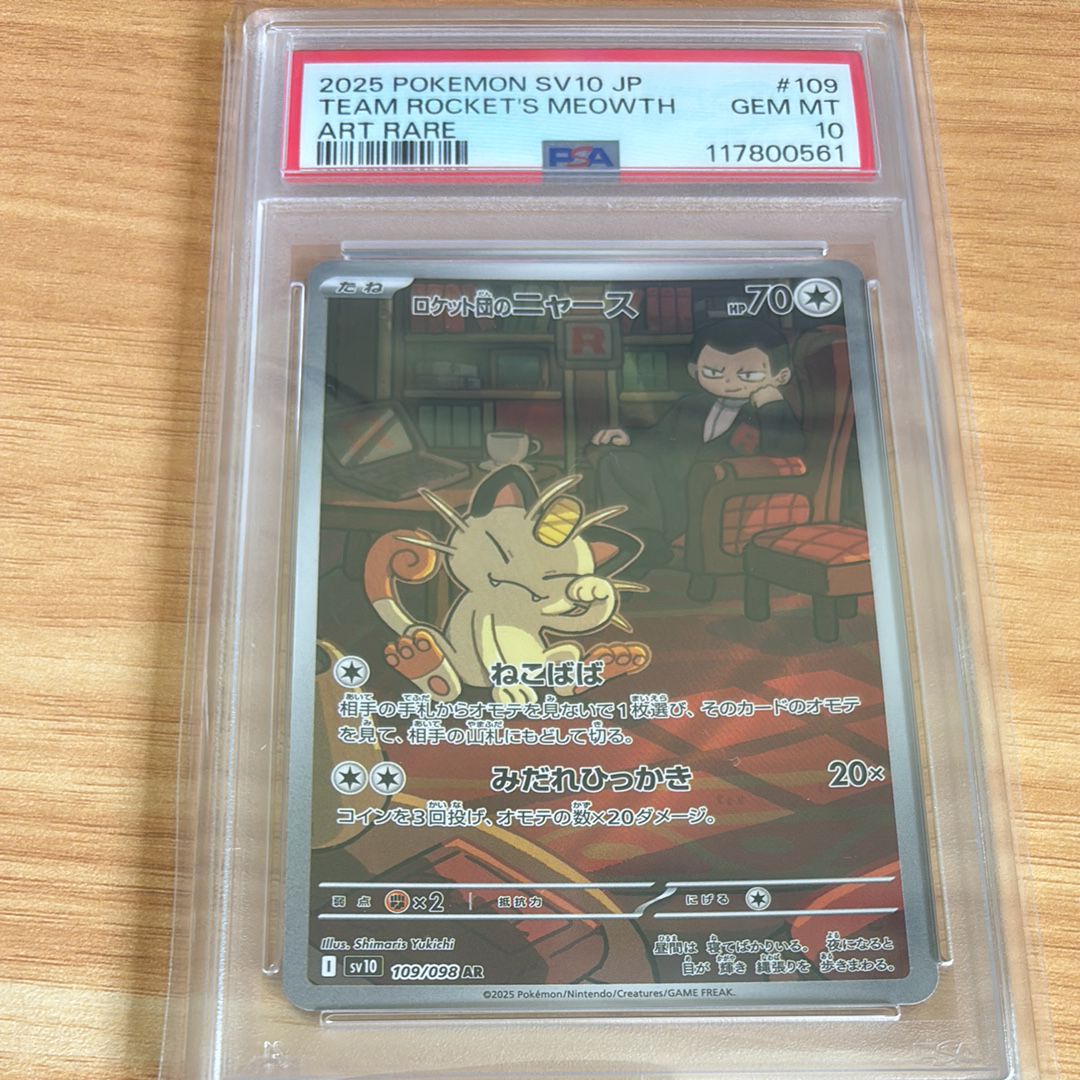 2025 POKEMON SV10 JP #109
TEAM ROCKET'S MEOWTH GEM MT
ART RARE 10
PSA 117800561
たね ロケット団のニャース HP70
R
R
ねこばば
相手の手札からオモテを見ないで1枚選び、そのカードのオモテ
を見て、相手の山札にもどして切る。
みだれひっかき 20×
コインを3回投げ、オモテの数×20ダメージ。
弱点 ×2 抵抗力 にげる
Illus. Shimaris Yukichi
昼間は 寝てばかりいる。 夜になると
目が 輝き 縄張りを 歩きまわる。
I sv10 109/098 AR
©2025 Pokémon/Nintendo/Creatures/GAME FREAK.